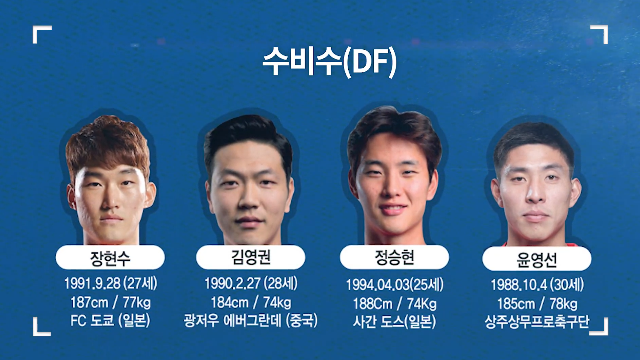 수비수(DF)
장현수
1991.9.28 (27세)
187cm / 77kg
FC 도쿄 (일본)
김영권
1990.2.27 (28세)
184cm / 74kg
광저우 에버그란데 (중국)
정승현
1994.04.03(25세)
188Cm / 74Kg
사간 도스(일본)
윤영선
1988.10.4 (30세)
185cm / 78kg
상주상무프로축구단